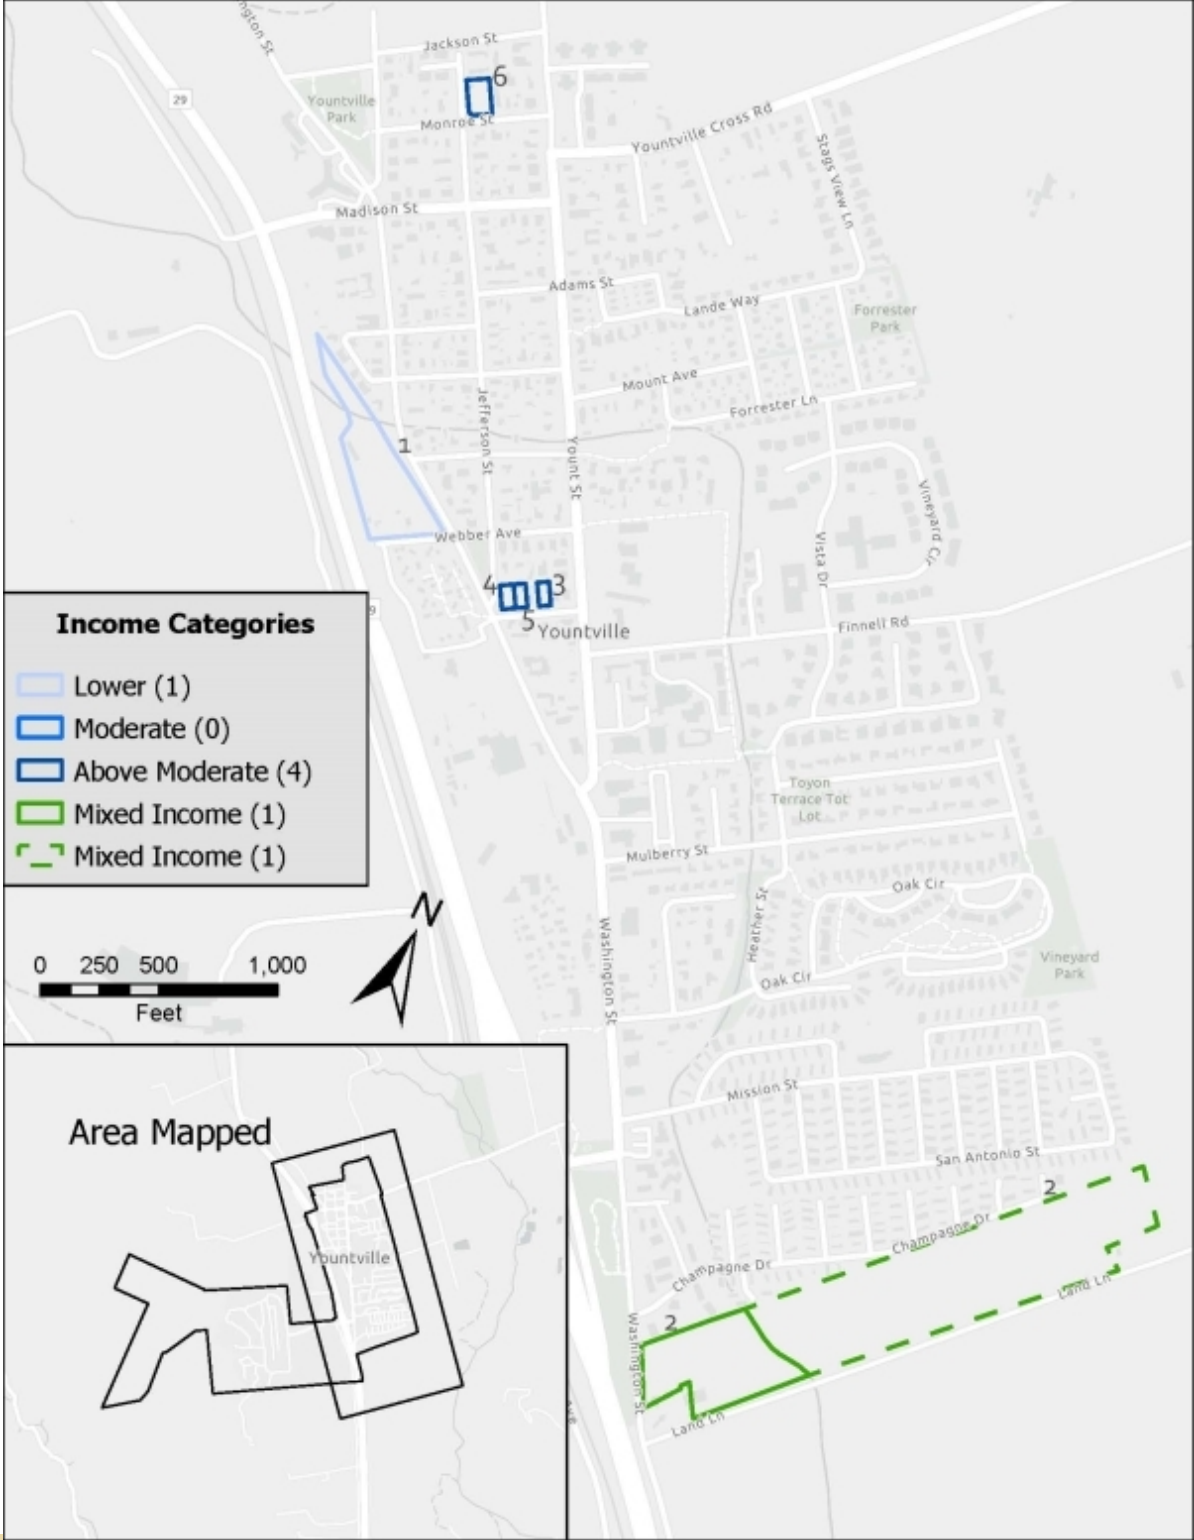 ngton St
Jackson St
6
29
Yountville
Park
Monroe St
Yountville Cross Rd
Stags View Ln
Madison St
Adams St
Lande Way
Forrester
Park
Mount Ave
Jefferson St
Forrester Ln
1
Yount St
Vineyard Cir
Webber Ave
Vista Dr
4
3
5
Yountville
Finnell Rd
9
Income Categories
Lower (1)
Moderate (0)
Above Moderate (4)
Mixed Income (1)
Mixed Income (1)
Toyon
Terrace Tot
Lot
Mulberry St
Oak Cir
Heather St
N
Washington St
Vineyard
Park
0 250 500 1,000
Feet
Oak Cir
Mission St
Area Mapped
San Antonio St
2
Champagne Dr
Yountville
Champagne Dr
Land Ln
2
Washington St
Land Ln
Ave